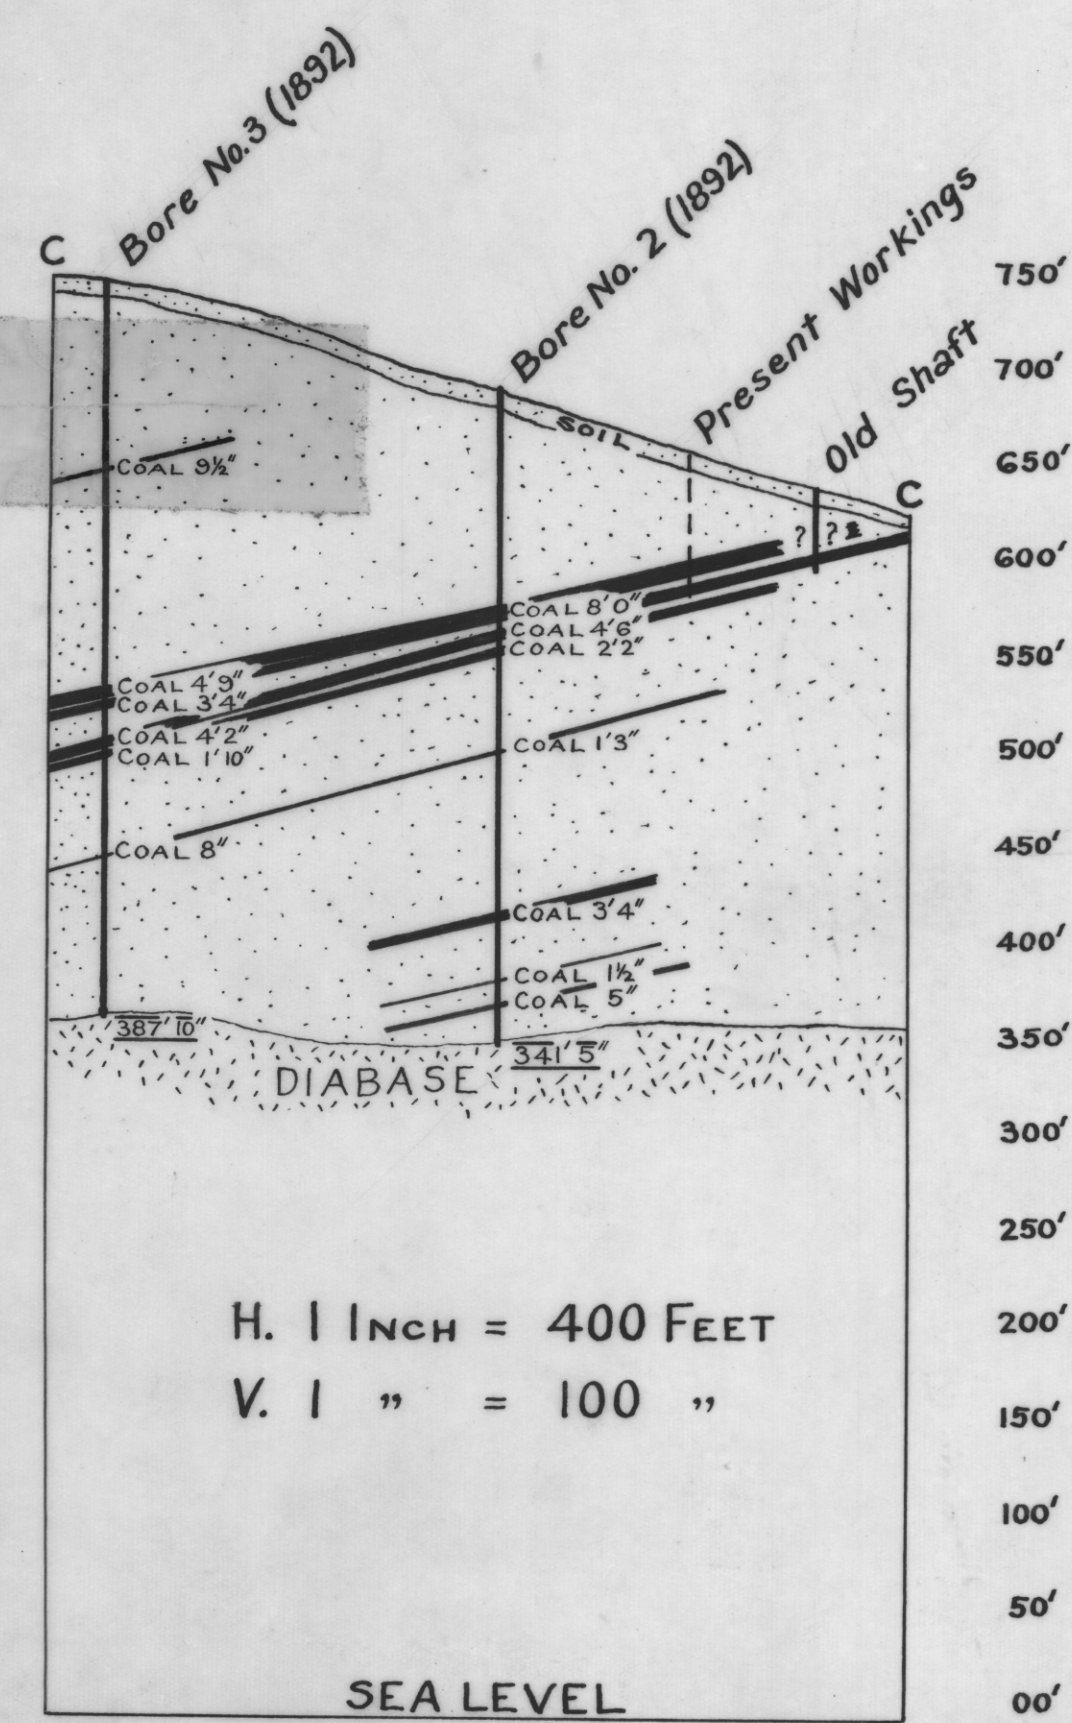 Bore No.3 (1892)
Bore No. 2 (1892)
Present Workings
Old Shaft
C
C
SOIL
? ?
COAL 9½"
COAL 8'0"
COAL 4'6"
COAL 2'2"
COAL 4'9"
COAL 3'4"
COAL 4'2"
COAL 1'10"
COAL 1'3"
COAL 8"
COAL 3'4"
COAL 1½"
COAL 5"
387' 10"
341' 5"
DIABASE
750'
700'
650'
600'
550'
500'
450'
400'
350'
300'
250'
200'
150'
100'
50'
00'
H. 1 INCH = 400 FEET
V. 1 " = 100 "
SEA LEVEL